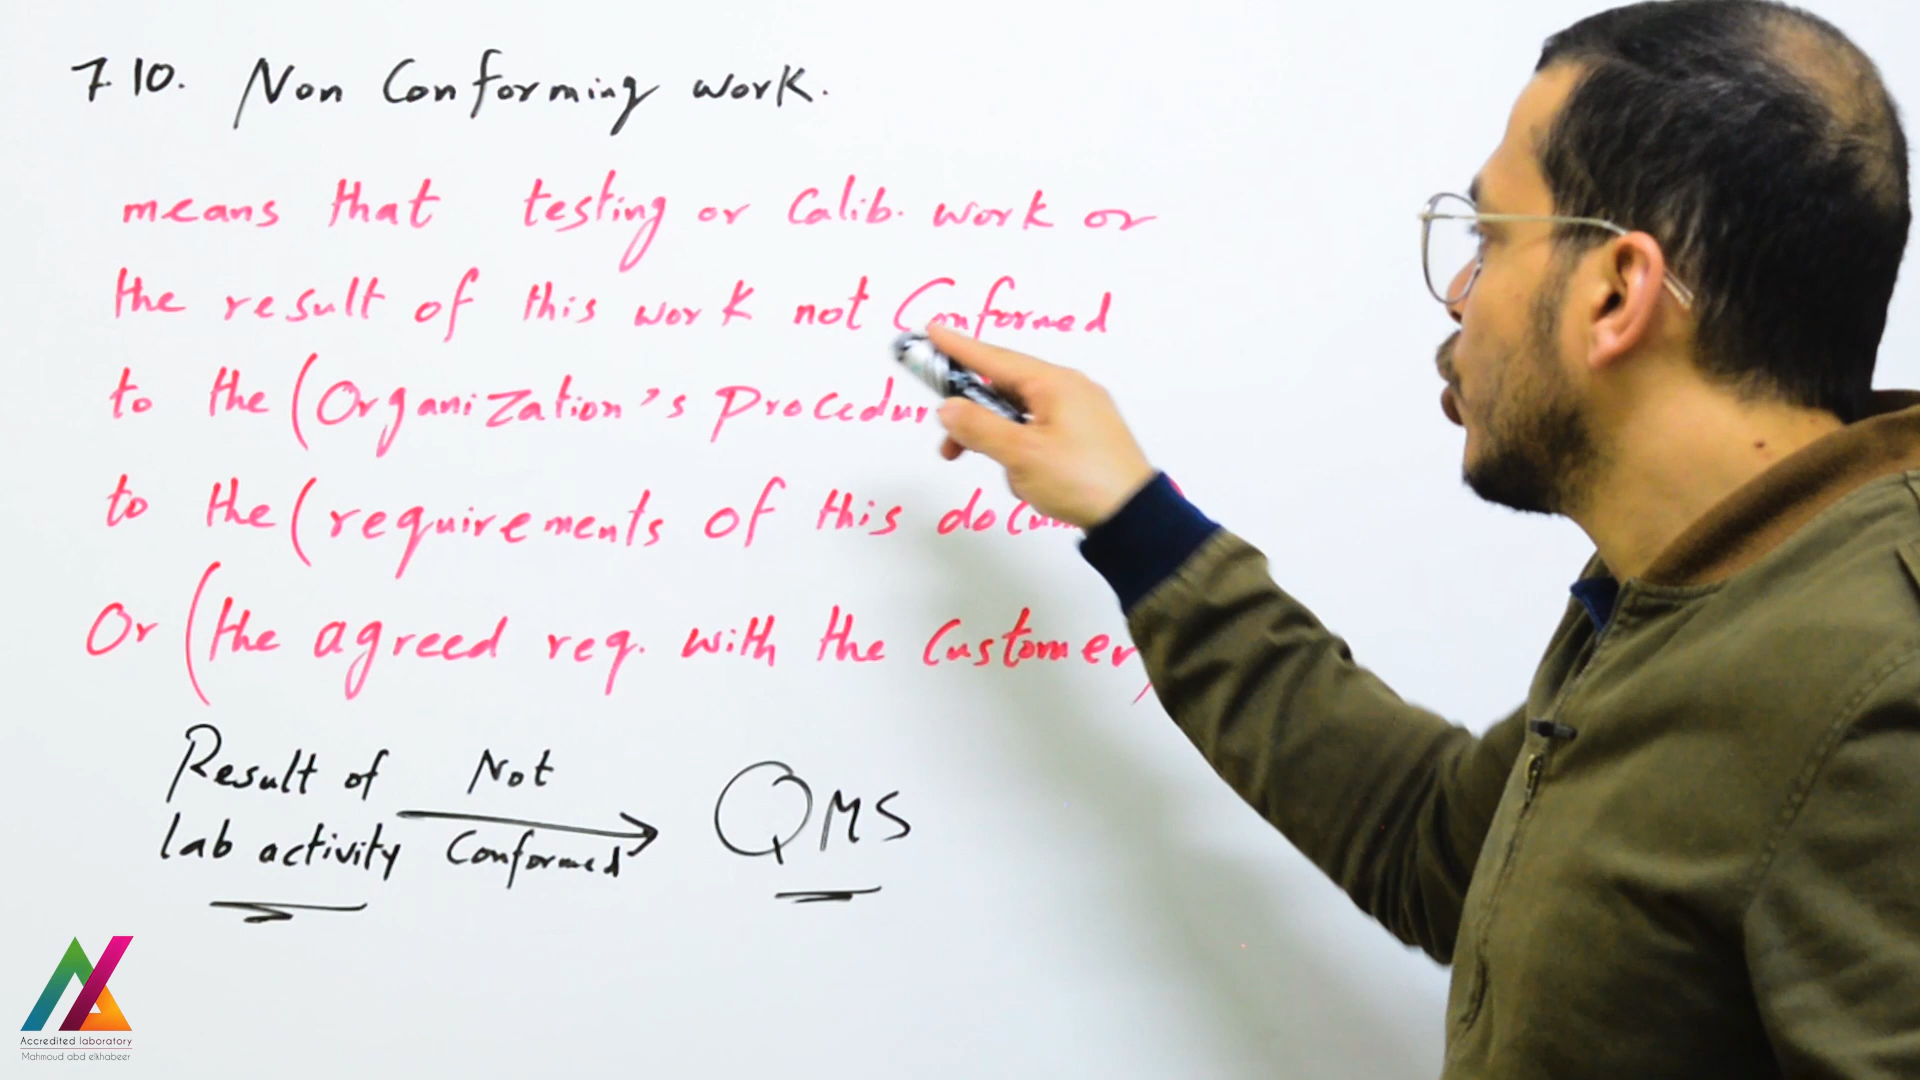 7.10. Non Conforming work.
means that testing or Calib. work or
the result of this work not Conformed
to the (Organization's procedur
to the (requirements of this docum
Or (the agreed req. with the Customer)
Result of Not
lab activity Conformed
QMS
Accredited laboratory
Mahmoud abd elkhabeer